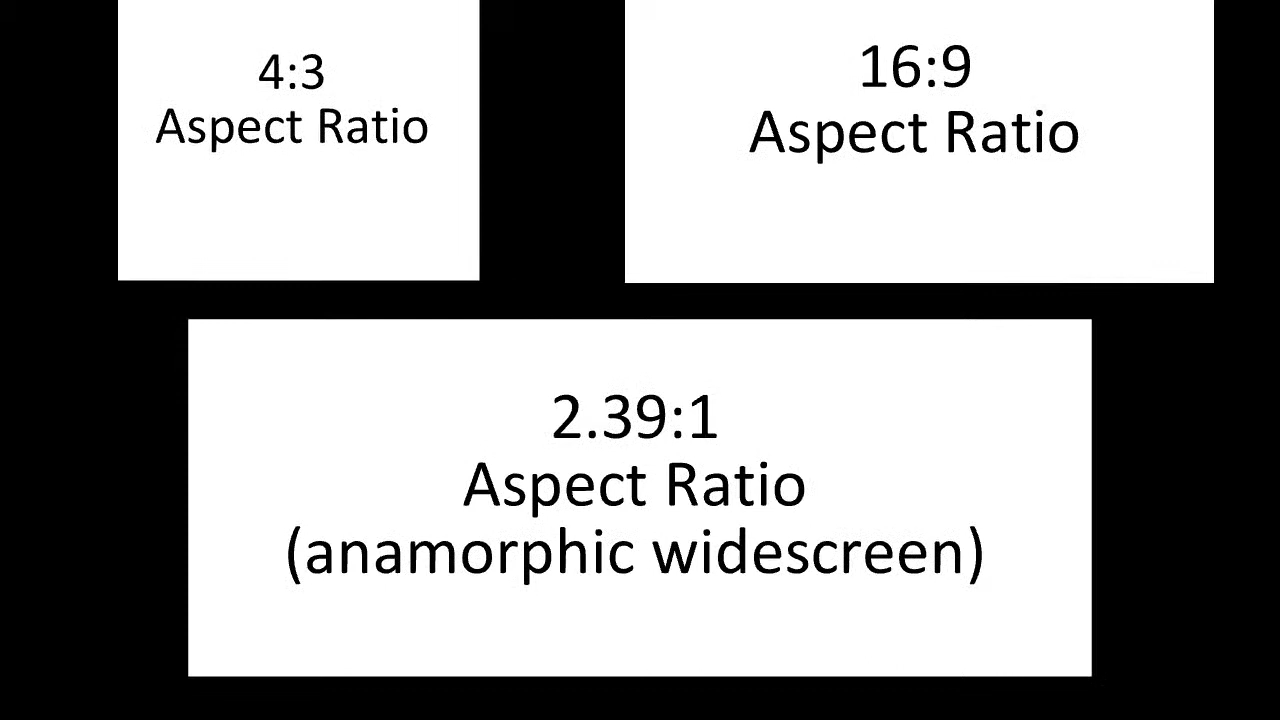 4:3
Aspect Ratio
16:9
Aspect Ratio
2.39:1
Aspect Ratio
(anamorphic widescreen)